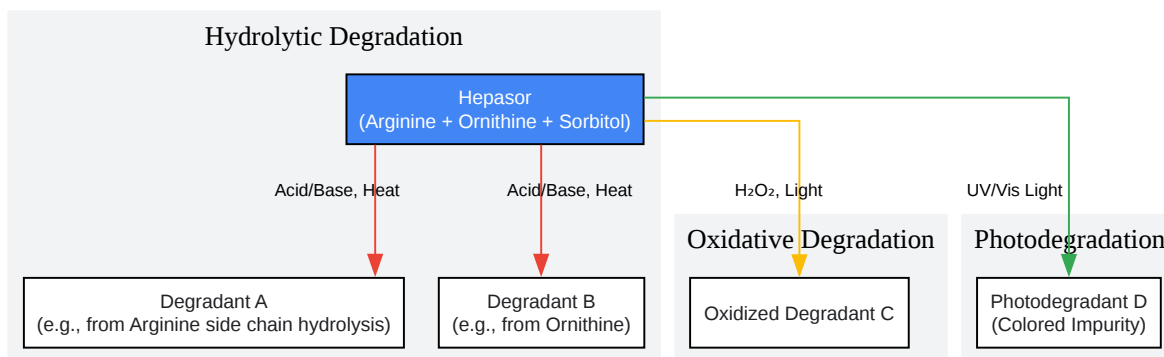 Hydrolytic Degradation
Hepasor
(Arginine + Ornithine + Sorbitol)
Acid/Base, Heat
Acid/Base, Heat
H₂O₂, Light
UV/Vis Light
Oxidative Degradation
Photodegradation
Degradant A
(e.g., from Arginine side chain hydrolysis)
Degradant B
(e.g., from Ornithine)
Oxidized Degradant C
Photodegradant D
(Colored Impurity)